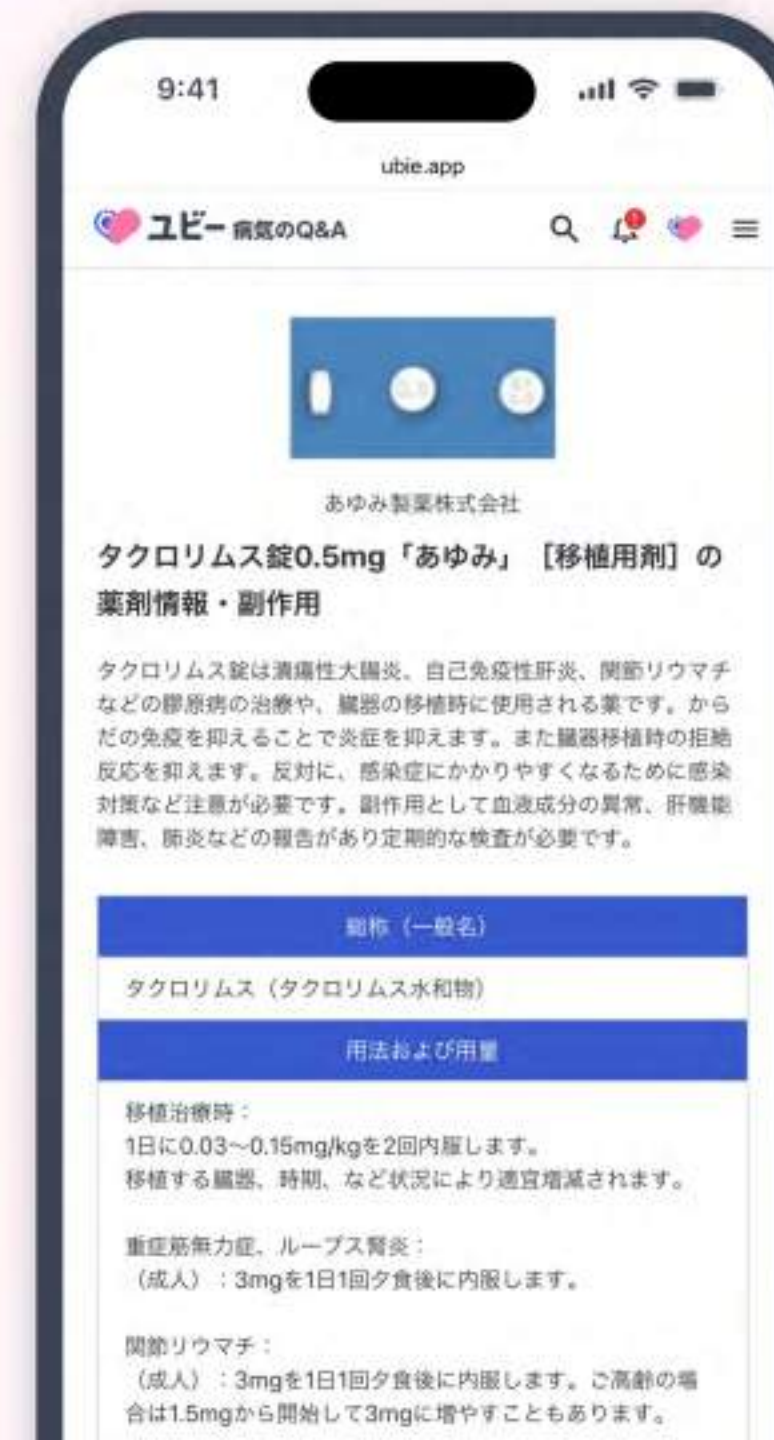 9:41
ubie.app
ユビー 病気のQ&A
あゆみ製薬株式会社
タクロリムス錠0.5mg「あゆみ」［移植用剤］の
薬剤情報・副作用
タクロリムス錠は潰瘍性大腸炎、自己免疫性肝炎、関節リウマチ
などの膠原病の治療や、臓器の移植時に使用される薬です。から
だの免疫を抑えることで炎症を抑えます。また臓器移植時の拒絶
反応を抑えます。反対に、感染症にかかりやすくなるために感染
対策など注意が必要です。副作用として血液成分の異常、肝機能
障害、肺炎などの報告があり定期的な検査が必要です。
総称（一般名）
タクロリムス（タクロリムス水和物）
用法および用量
移植治療時：
1日に0.03〜0.15mg/kgを2回内服します。
移植する臓器、時期、など状況により適宜増減されます。
重症筋無力症、ループス腎炎：
（成人）：3mgを1日1回夕食後に内服します。
関節リウマチ：
（成人）：3mgを1日1回夕食後に内服します。ご高齢の場
合は1.5mgから開始して3mgに増やすこともあります。